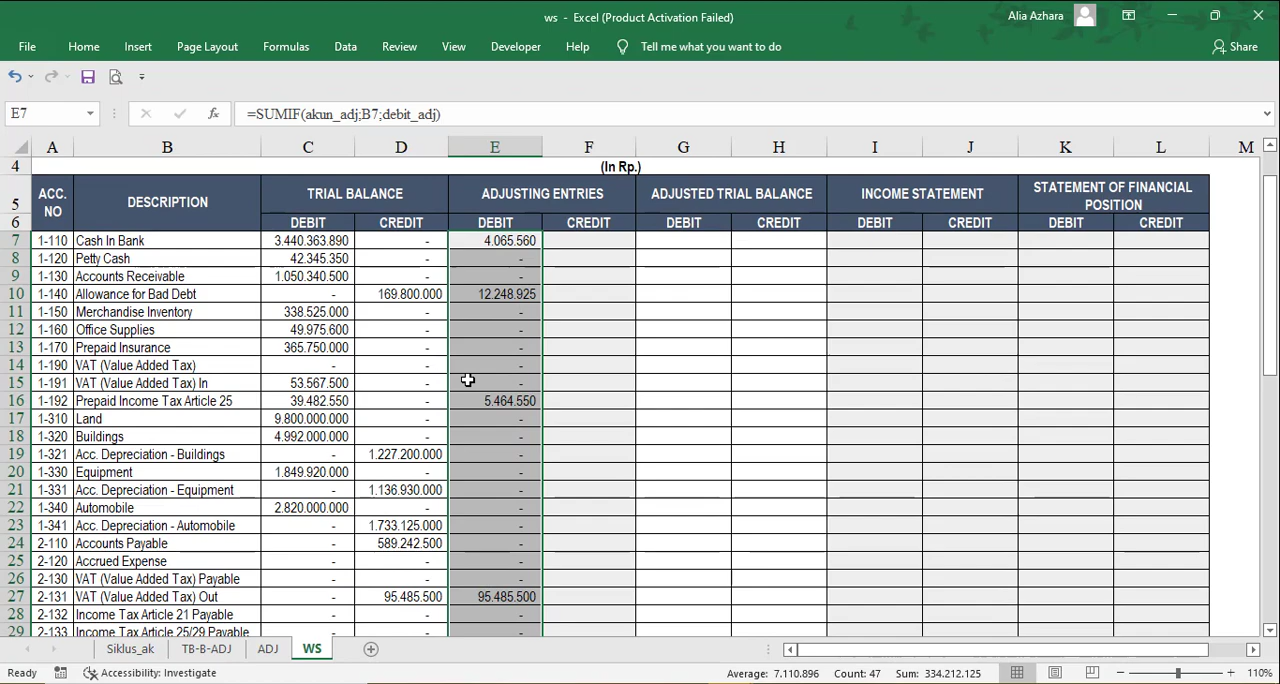 ws - Excel (Product Activation Failed)
Alia Azhara
File Home Insert Page Layout Formulas Data Review View Developer Help Tell me what you want to do Share
E7 fx =SUMIF(akun_adj;B7;debit_adj)
A B C D E F G H I J K L M
4 (In Rp.)
5 ACC. NO DESCRIPTION TRIAL BALANCE ADJUSTING ENTRIES ADJUSTED TRIAL BALANCE INCOME STATEMENT STATEMENT OF FINANCIAL POSITION
6 DEBIT CREDIT DEBIT CREDIT DEBIT CREDIT DEBIT CREDIT DEBIT CREDIT
7 1-110 Cash In Bank 3.440.363.890 - 4.065.560
8 1-120 Petty Cash 42.345.350 - -
9 1-130 Accounts Receivable 1.050.340.500 - -
10 1-140 Allowance for Bad Debt - 169.800.000 12.248.925
11 1-150 Merchandise Inventory 338.525.000 - -
12 1-160 Office Supplies 49.975.600 - -
13 1-170 Prepaid Insurance 365.750.000 - -
14 1-190 VAT (Value Added Tax) - - -
15 1-191 VAT (Value Added Tax) In 53.567.500 - -
16 1-192 Prepaid Income Tax Article 25 39.482.550 - 5.464.550
17 1-310 Land 9.800.000.000 - -
18 1-320 Buildings 4.992.000.000 - -
19 1-321 Acc. Depreciation - Buildings - 1.227.200.000 -
20 1-330 Equipment 1.849.920.000 - -
21 1-331 Acc. Depreciation - Equipment - 1.136.930.000 -
22 1-340 Automobile 2.820.000.000 - -
23 1-341 Acc. Depreciation - Automobile - 1.733.125.000 -
24 2-110 Accounts Payable - 589.242.500 -
25 2-120 Accrued Expense - - -
26 2-130 VAT (Value Added Tax) Payable - - -
27 2-131 VAT (Value Added Tax) Out - 95.485.500 95.485.500
28 2-132 Income Tax Article 21 Payable - - -
29 2-133 Income Tax Article 25/29 Payable - - -
Siklus_ak TB-B-ADJ ADJ WS
Ready Accessibility: Investigate Average: 7.110.896 Count: 47 Sum: 334.212.125 110%